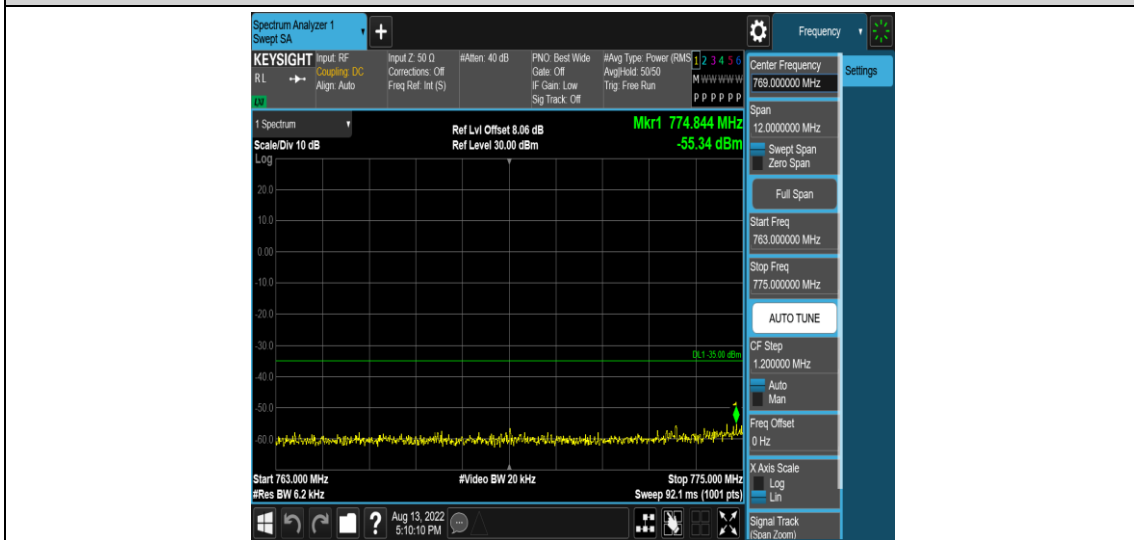 Spectrum Analyzer 1
Swept SA
+
Frequency
KEYSIGHT
RL
LXI
Input: RF
Coupling: DC
Align: Auto
Input Z: 50 Ω
Corrections: Off
Freq Ref: Int (S)
#Atten: 40 dB
PNO: Best Wide
Gate: Off
IF Gain: Low
Sig Track: Off
#Avg Type: Power (RMS
Avg|Hold: 50/50
Trig: Free Run
1 2 3 4 5 6
M W W W W W
P P P P P P
Center Frequency
769.000000 MHz
Settings
1 Spectrum
Scale/Div 10 dB
Ref Lvl Offset 8.06 dB
Ref Level 30.00 dBm
Mkr1 774.844 MHz
-55.34 dBm
Span
12.0000000 MHz
Swept Span
Zero Span
Full Span
Start Freq
763.000000 MHz
Stop Freq
775.000000 MHz
AUTO TUNE
CF Step
1.200000 MHz
Auto
Man
Freq Offset
0 Hz
X Axis Scale
Log
Lin
Signal Track
(Span Zoom)
Log
20.0
10.0
0.00
-10.0
-20.0
-30.0
DL1 -35.00 dBm
-40.0
-50.0
-60.0
Start 763.000 MHz
#Res BW 6.2 kHz
#Video BW 20 kHz
Stop 775.000 MHz
Sweep 92.1 ms (1001 pts)
?
Aug 13, 2022
5:10:10 PM